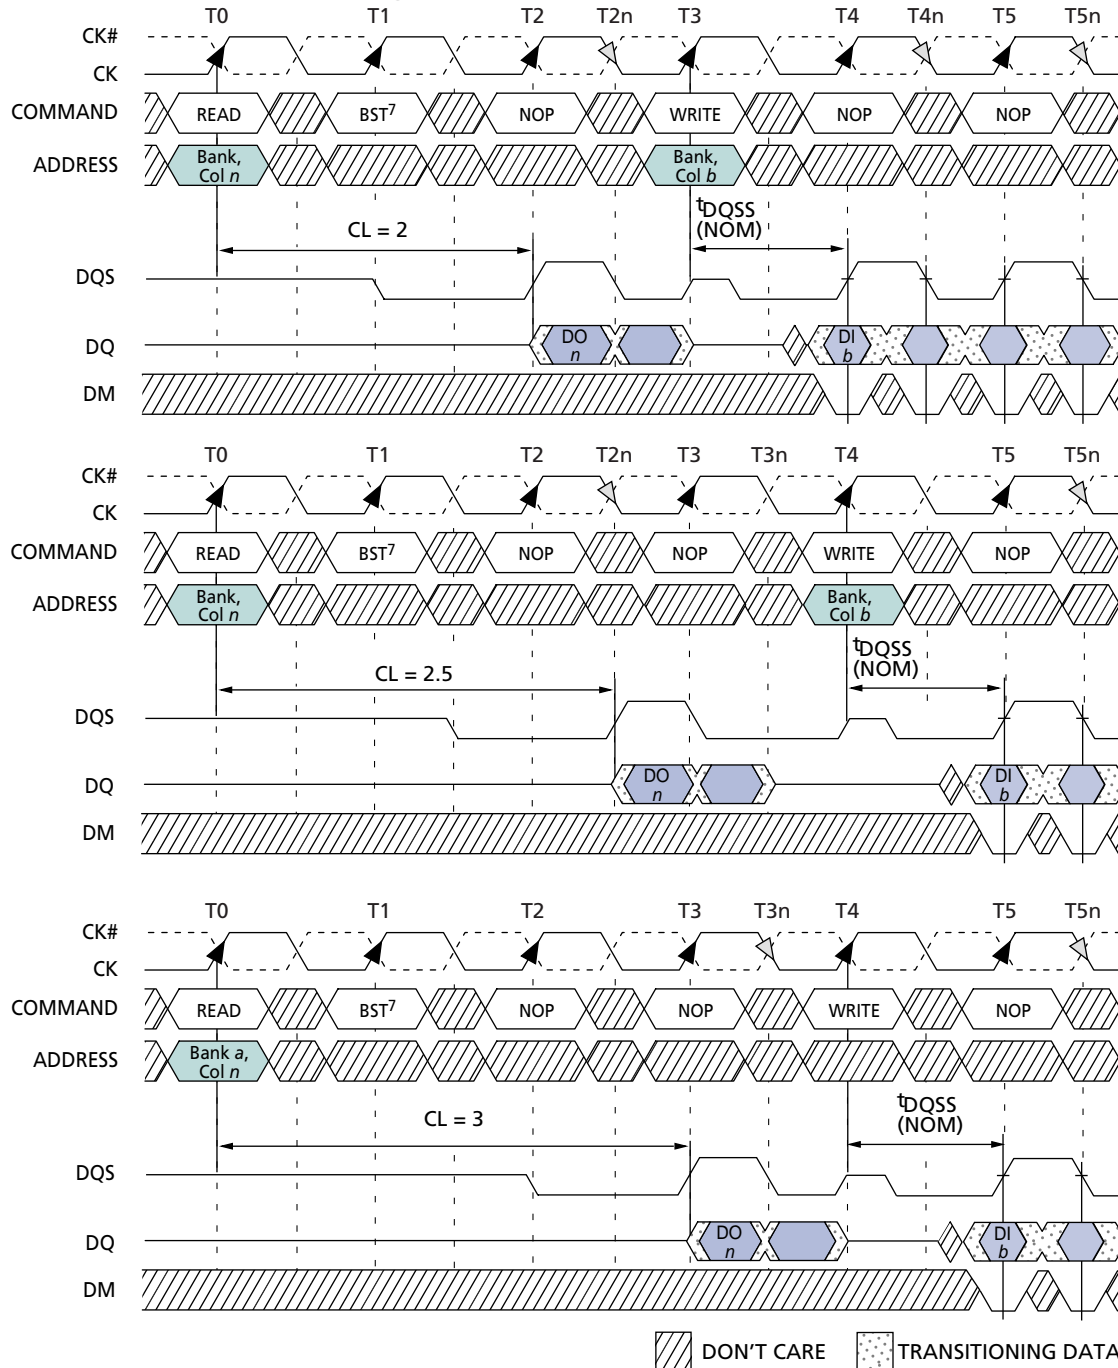 T0 T1 T2 T2n T3 T4 T4n T5 T5n
CK#
CK
COMMAND READ BST7 NOP WRITE NOP NOP
ADDRESS Bank, Col n Bank, Col b
CL = 2
tDQSS (NOM)
DQS
DQ DO n DI b
DM
T0 T1 T2 T2n T3 T3n T4 T5 T5n
CK#
CK
COMMAND READ BST7 NOP NOP WRITE NOP
ADDRESS Bank, Col n Bank, Col b
CL = 2.5
tDQSS (NOM)
DQS
DQ DO n DI b
DM
T0 T1 T2 T3 T3n T4 T5 T5n
CK#
CK
COMMAND READ BST7 NOP NOP WRITE NOP
ADDRESS Bank a, Col n
CL = 3
tDQSS (NOM)
DQS
DQ DO n DI b
DM
DON'T CARE TRANSITIONING DATA